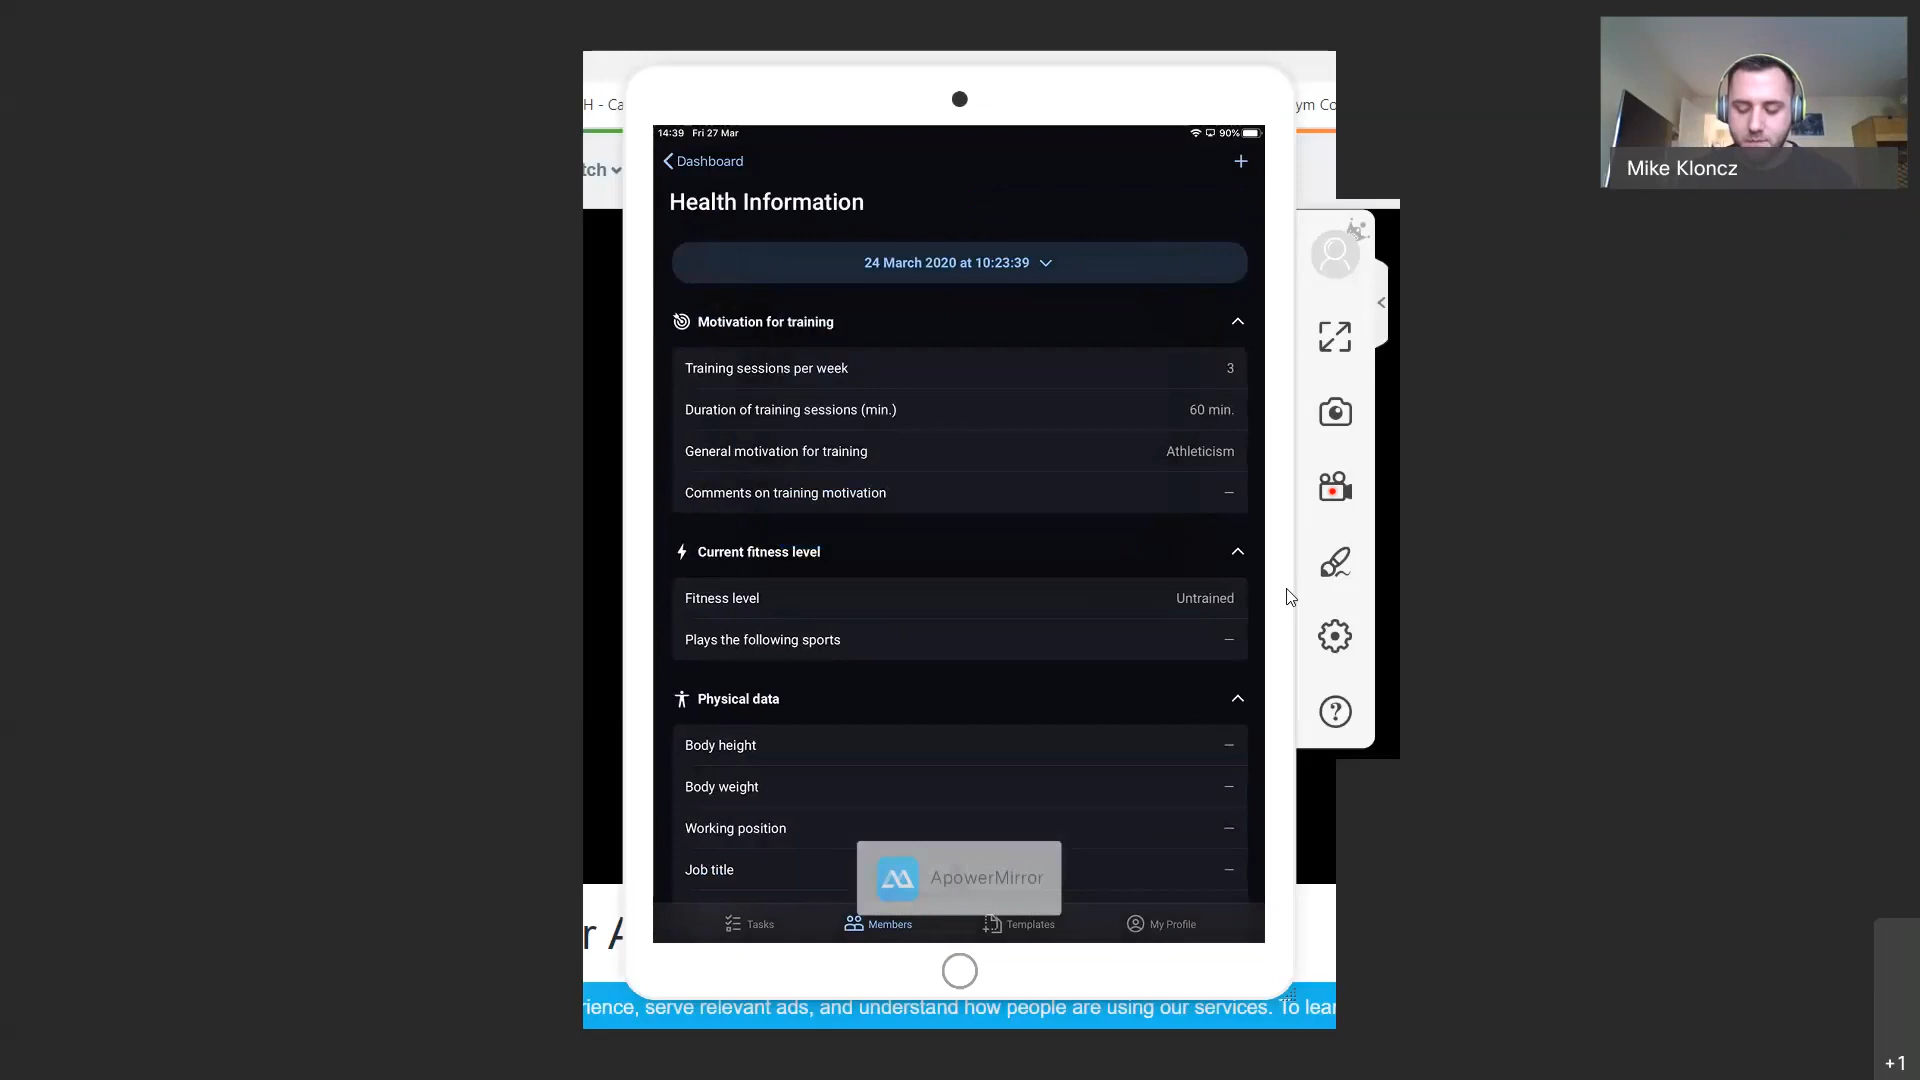 H - Ca
ym Co
tch
14:39 Fri 27 Mar
90%
Dashboard
Health Information
24 March 2020 at 10:23:39
Motivation for training
Training sessions per week 3
Duration of training sessions (min.) 60 min.
General motivation for training Athleticism
Comments on training motivation –
Current fitness level
Fitness level Untrained
Plays the following sports –
Physical data
Body height –
Body weight –
Working position –
Job title –
ApowerMirror
Tasks Members Templates My Profile
r A
ience, serve relevant ads, and understand how people are using our services. To lear
Mike Kloncz
+1